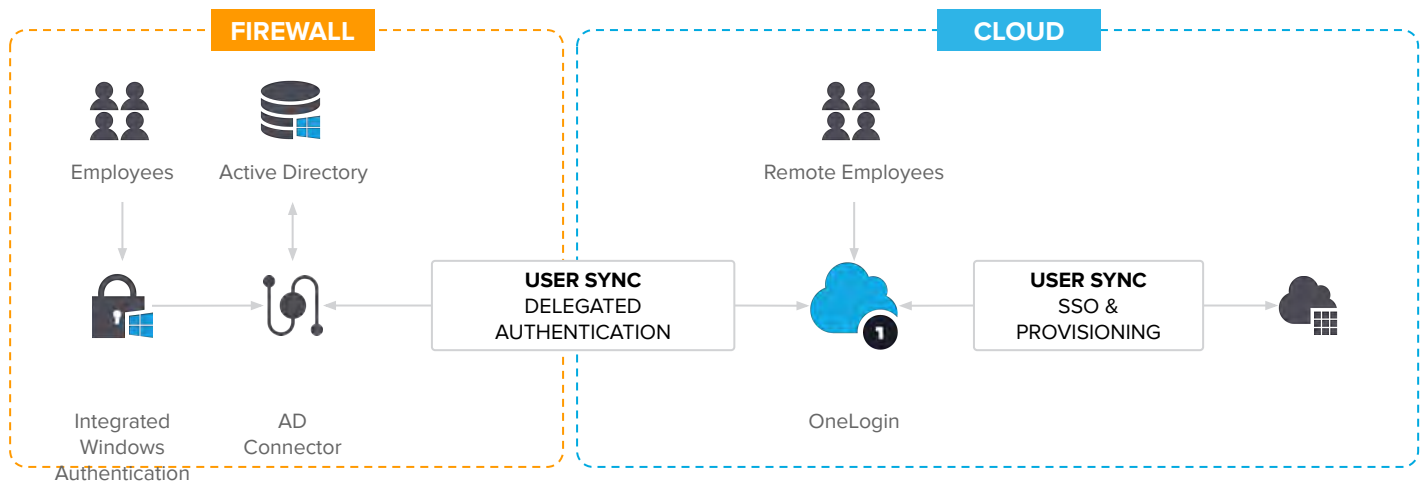 FIREWALL
CLOUD
Employees
Active Directory
Remote Employees
USER SYNC
DELEGATED
AUTHENTICATION
USER SYNC
SSO &
PROVISIONING
1
Integrated
Windows
Authentication
AD
Connector
OneLogin